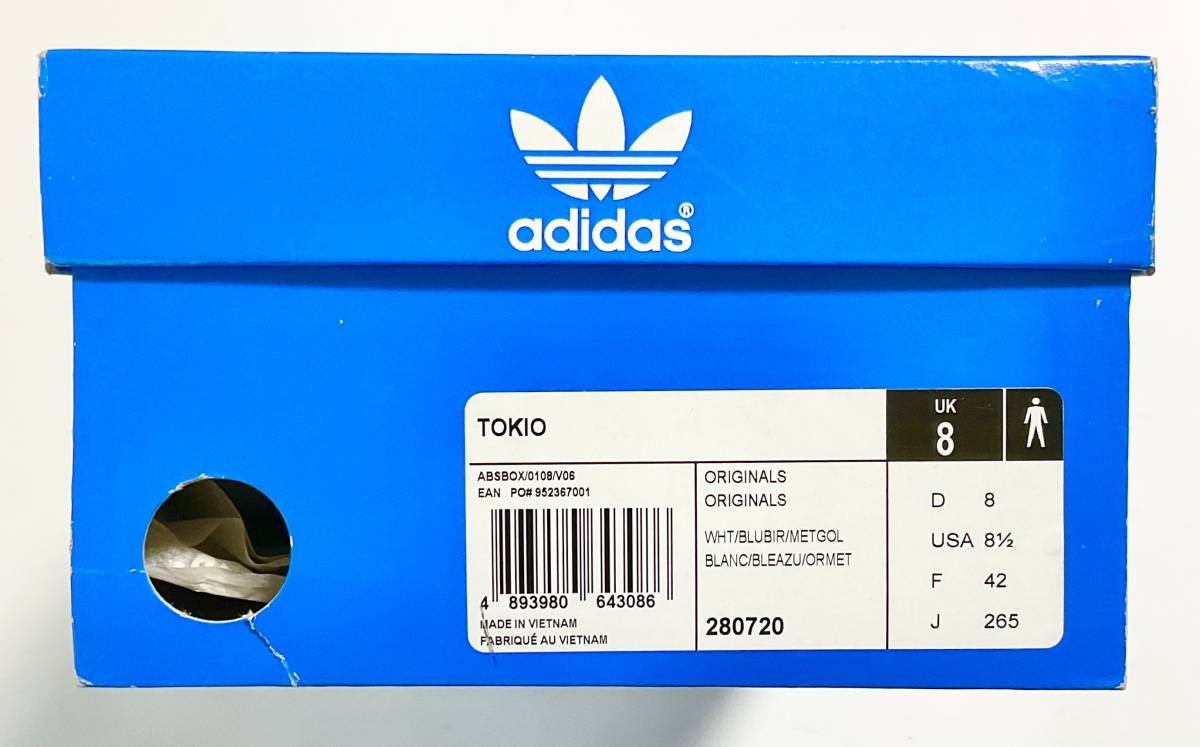 adidas®
TOKIO
UK
8
ABSBOX/0108/V06
EAN PO# 952367001
4 893980 643086
MADE IN VIETNAM
FABRIQUÉ AU VIETNAM
ORIGINALS
ORIGINALS
WHT/BLUBIR/METGOL
BLANC/BLEAZU/ORMET
280720
D 8
USA 8½
F 42
J 265